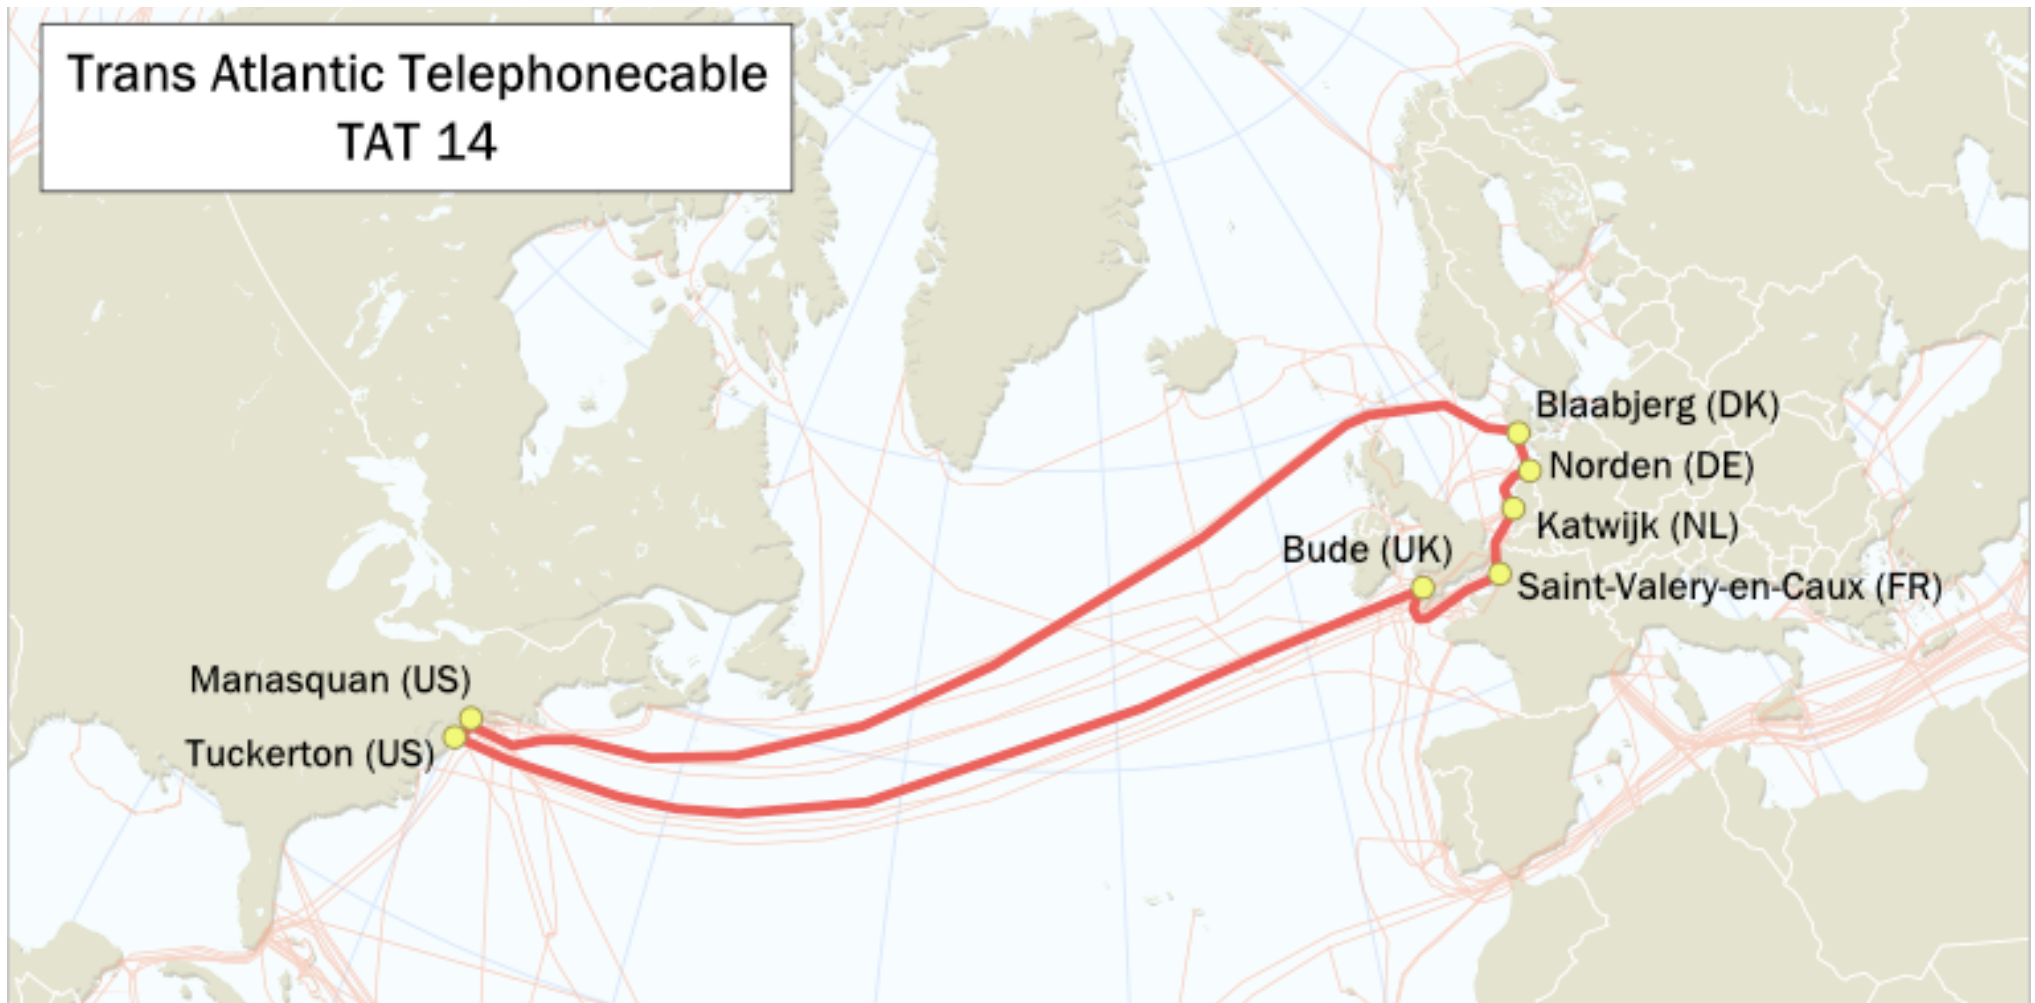 Trans Atlantic Telephonecable
TAT 14
Blaabjerg (DK)
Norden (DE)
Katwijk (NL)
Bude (UK)
Saint-Valery-en-Caux (FR)
Manasquan (US)
Tuckerton (US)